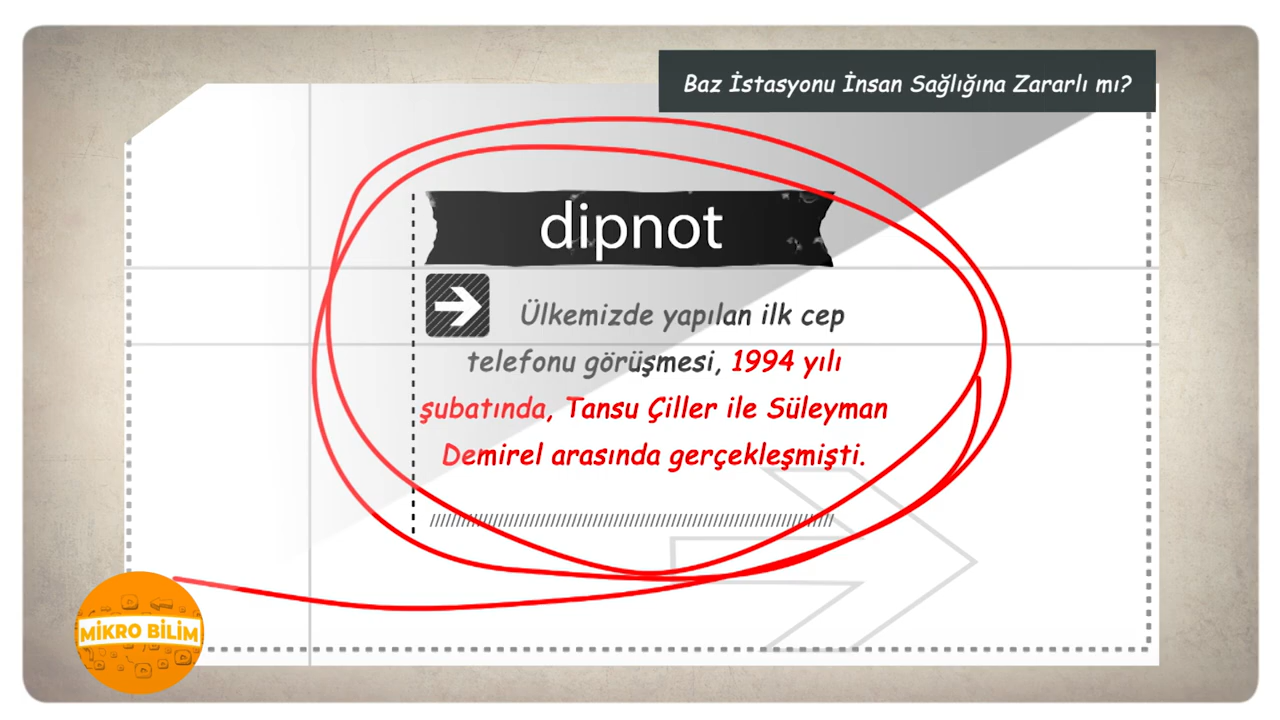 Baz İstasyonu İnsan Sağlığına Zararlı mı?
dipnot
Ülkemizde yapılan ilk cep
telefonu görüşmesi, 1994 yılı
şubatında, Tansu Çiller ile Süleyman
Demirel arasında gerçekleşmişti.
MİKRO BİLİM